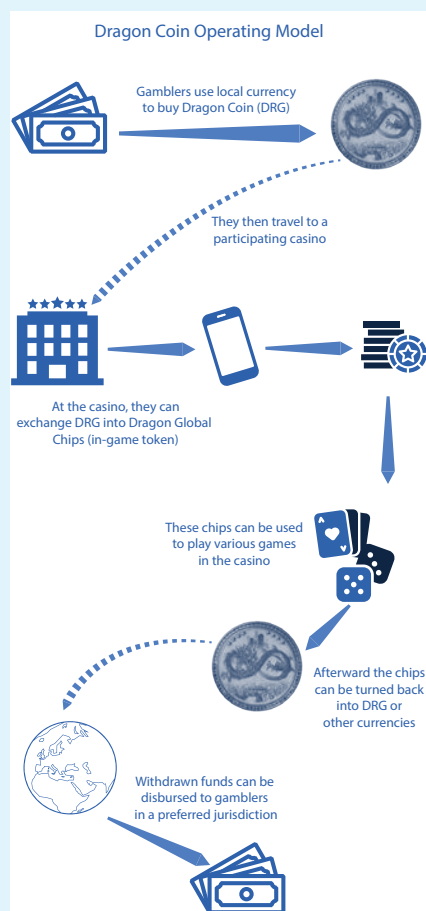 Dragon Coin Operating Model
Gamblers use local currency
to buy Dragon Coin (DRG)
They then travel to a
participating casino
At the casino, they can
exchange DRG into Dragon Global
Chips (in-game token)
These chips can be used
to play various games
in the casino
Afterward the chips
can be turned back
into DRG or
other currencies
Withdrawn funds can be
disbursed to gamblers
in a preferred jurisdiction